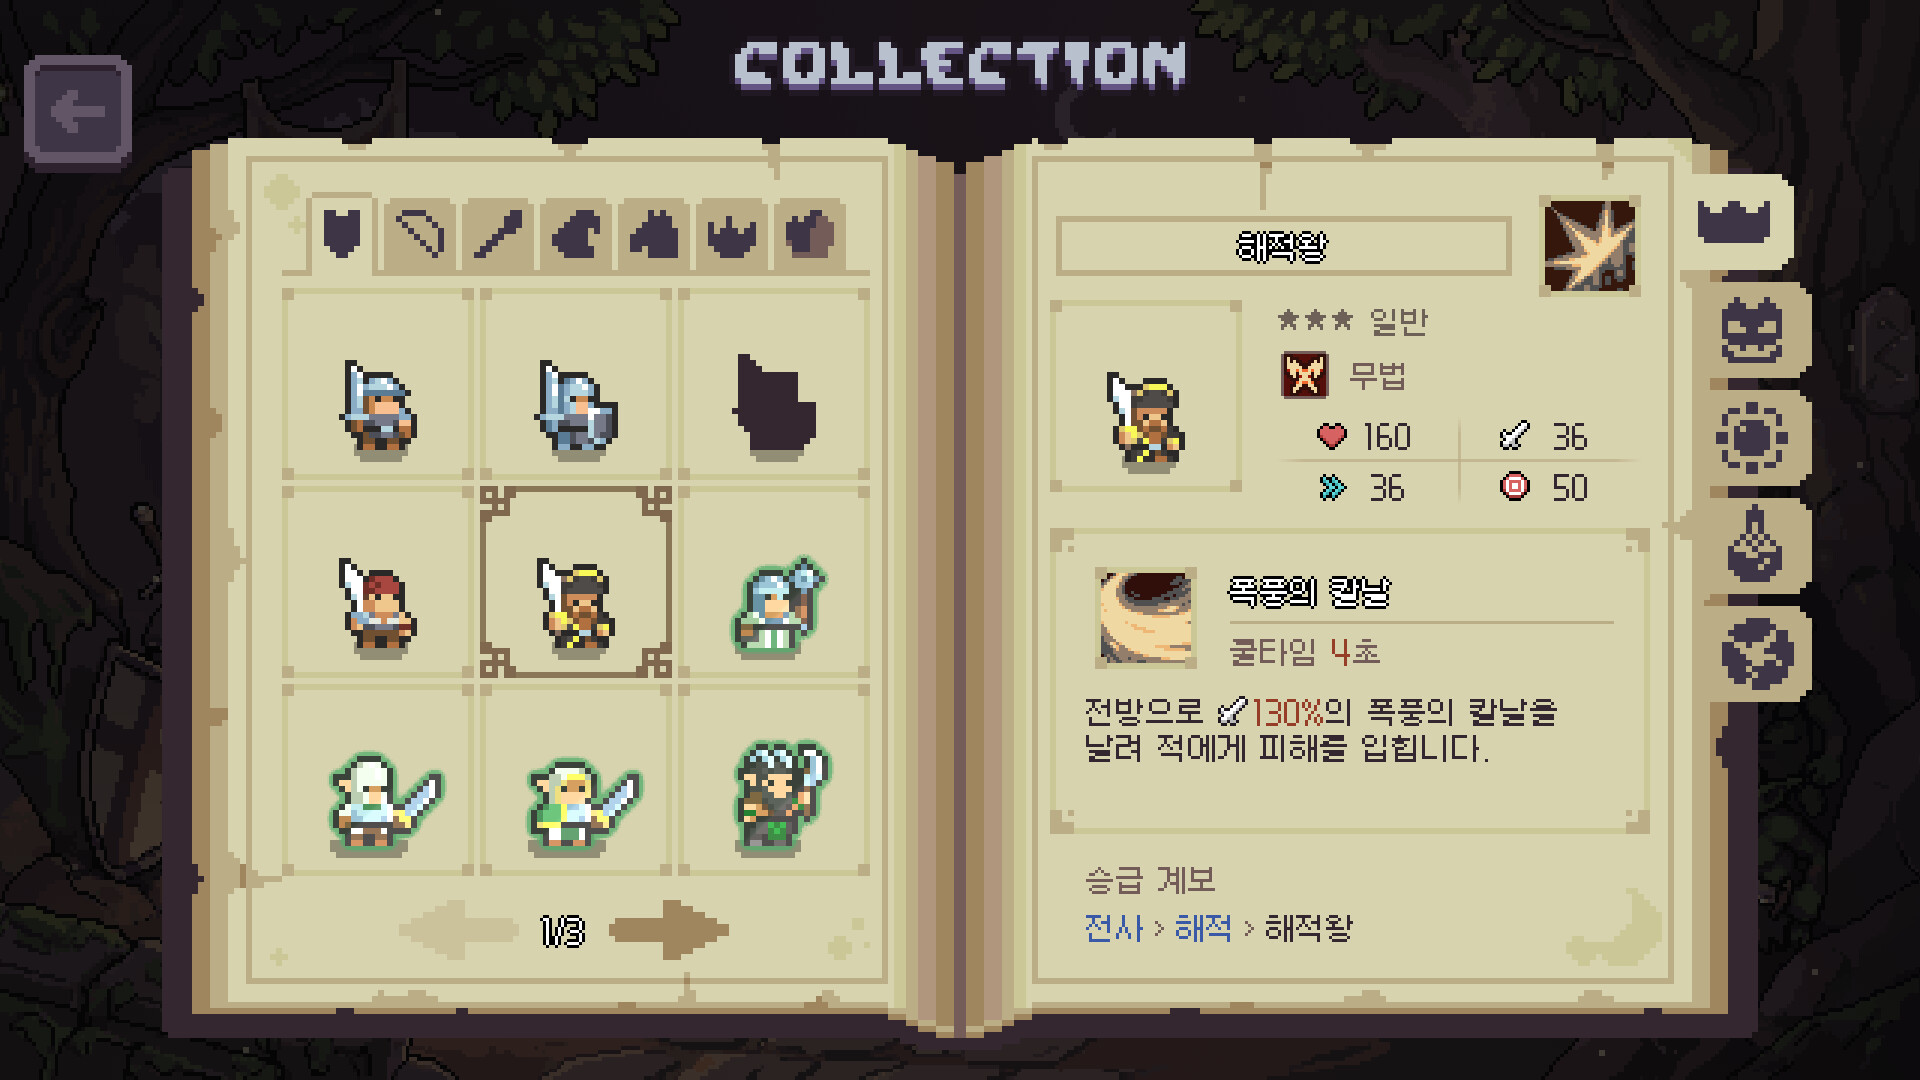 COLLECTION
해적왕
★★★ 일반
무법
160
36
36
50
폭풍의 칼날
쿨타임 4초
전방으로 130%의 폭풍의 칼날을
날려 적에게 피해를 입힙니다.
승급 계보
전사 > 해적 > 해적왕
1/3